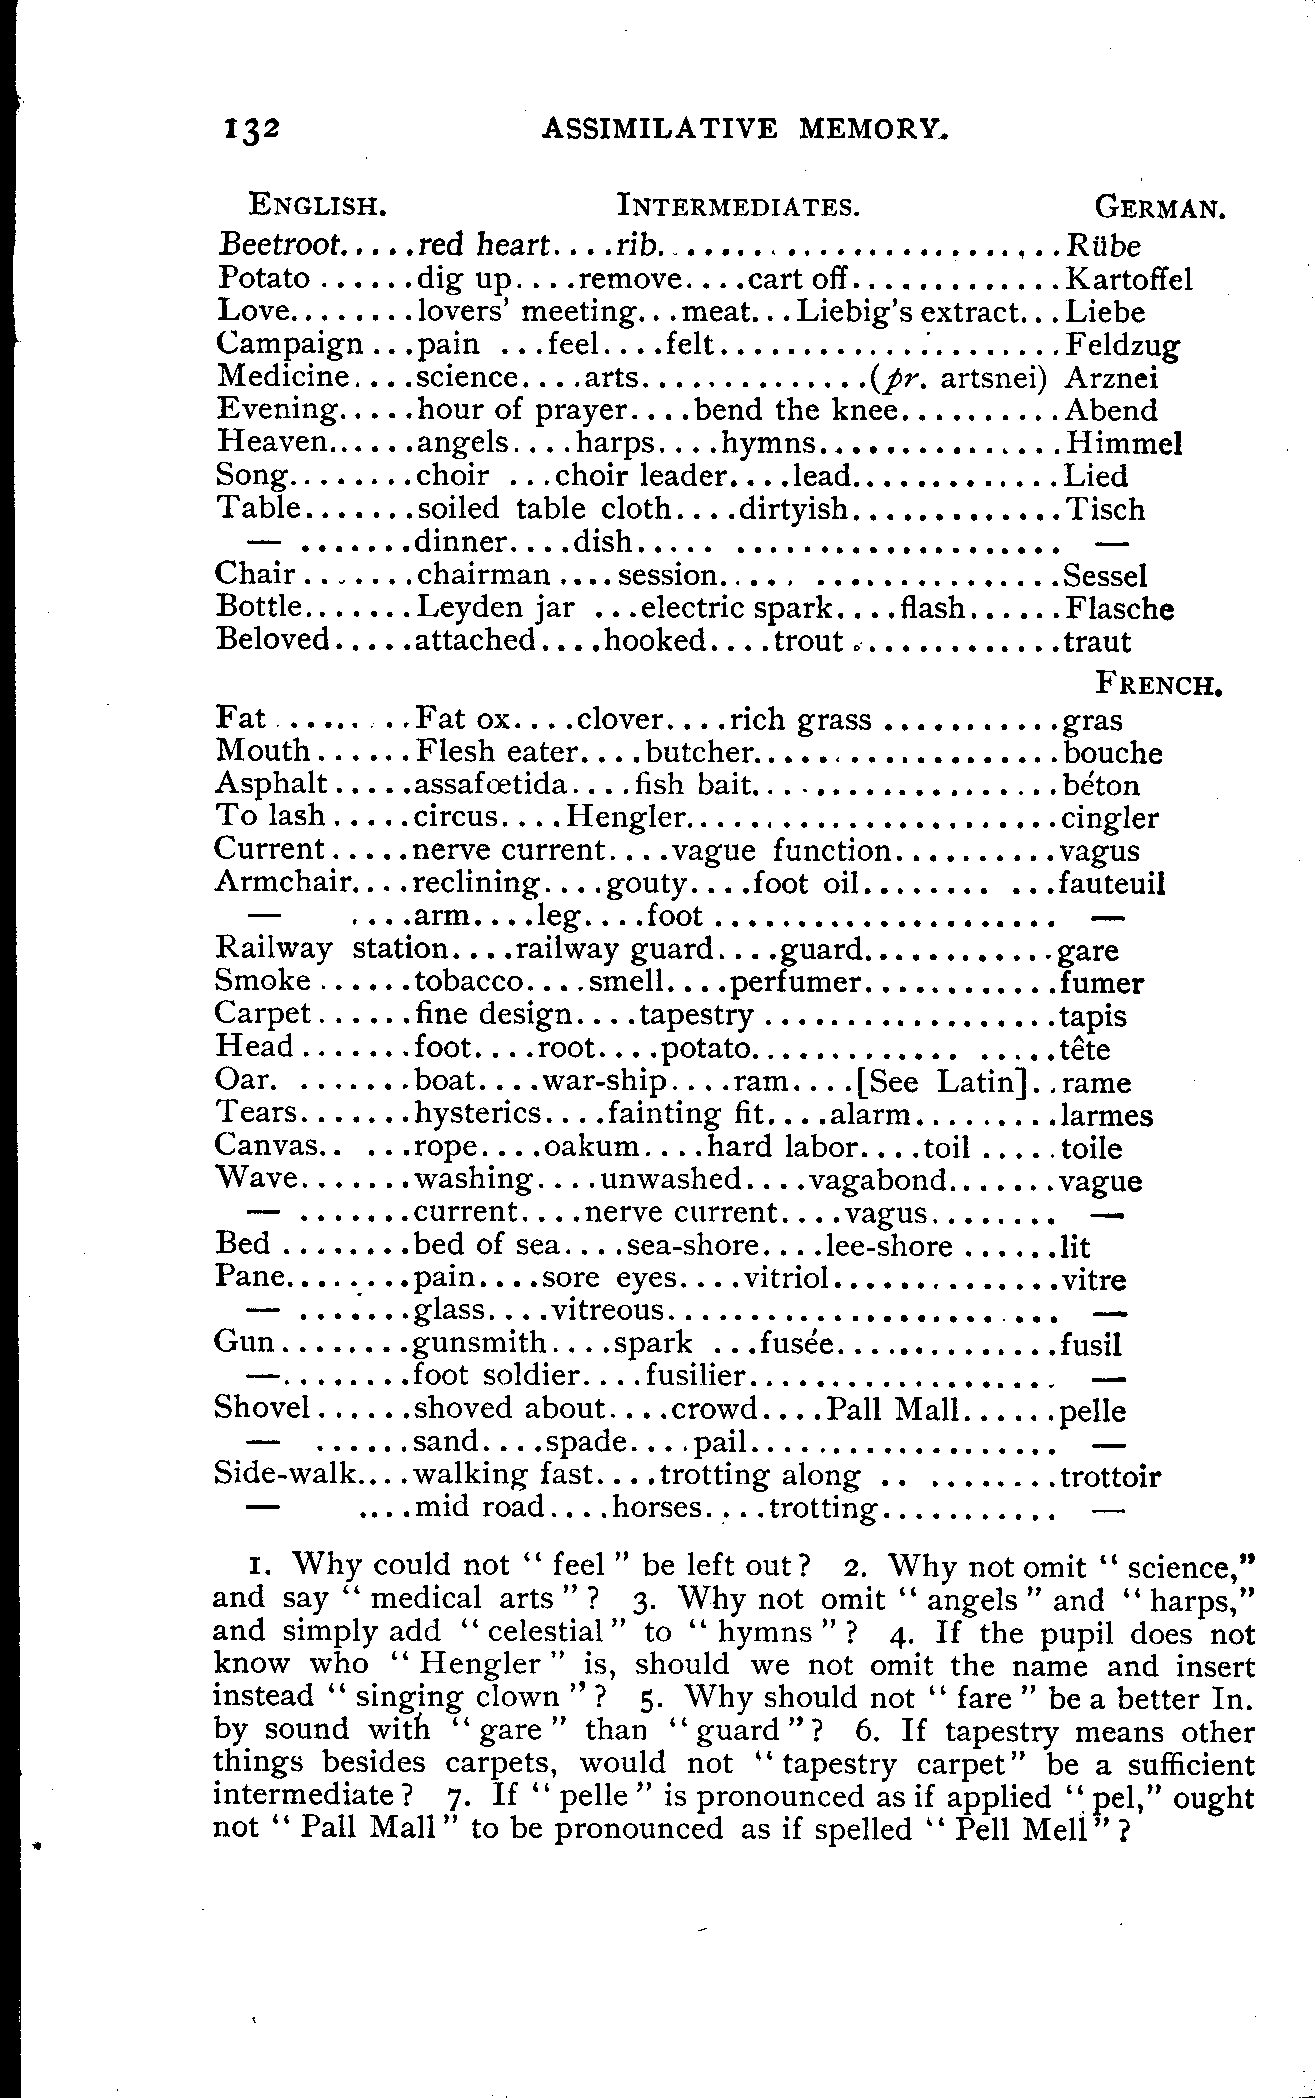 132 ASSIMILATIVE MEMORY.
ENGLISH. INTERMEDIATES. GERMAN.
Beetroot.....red heart....rib........................Rübe
Potato ......dig up....remove....cart off.............Kartoffel
Love........lovers' meeting...meat...Liebig's extract...Liebe
Campaign ...pain ...feel....felt.....................Feldzug
Medicine....science....arts..............(pr. artsnei) Arznei
Evening.....hour of prayer....bend the knee..........Abend
Heaven......angels....harps....hymns...............Himmel
Song........choir ...choir leader....lead.............Lied
Table.......soiled table cloth....dirtyish.............Tisch
— .......dinner....dish..... .................... —
Chair.......chairman....session..... ...............Sessel
Bottle.......Leyden jar ...electric spark....flash......Flasche
Beloved.....attached....hooked....trout.............traut
FRENCH.
Fat ........Fat ox....clover....rich grass ...........gras
Mouth......Flesh eater....butcher...................bouche
Asphalt.....assafœtida....fish bait...................béton
To lash.....circus....Hengler.......................cingler
Current.....nerve current....vague function..........vagus
Armchair....reclining....gouty....foot oil........ ...fauteuil
— ....arm....leg....foot ..................... —
Railway station....railway guard....guard............gare
Smoke......tobacco....smell....perfumer............fumer
Carpet......fine design....tapestry ..................tapis
Head.......foot....root....potato............. .....tête
Oar. .......boat....war-ship....ram....[See Latin]..rame
Tears.......hysterics....fainting fit....alarm.........larmes
Canvas.. ...rope....oakum....hard labor....toil .....toile
Wave.......washing....unwashed....vagabond.......vague
— .......current....nerve current....vagus........ —
Bed ........bed of sea....sea-shore....lee-shore ......lit
Pane........pain....sore eyes....vitriol..............vitre
— .......glass....vitreous........................ —
Gun........gunsmith....spark ...fusée..............fusil
—........foot soldier....fusilier................... —
Shovel......shoved about....crowd....Pall Mall......pelle
— ......sand....spade....pail................... —
Side-walk....walking fast....trotting along .. ........trottoir
— ....mid road....horses....trotting........... —
1. Why could not "feel" be left out? 2. Why not omit "science,"
and say "medical arts"? 3. Why not omit "angels" and "harps,"
and simply add "celestial" to "hymns"? 4. If the pupil does not
know who "Hengler" is, should we not omit the name and insert
instead "singing clown"? 5. Why should not "fare" be a better In.
by sound with "gare" than "guard"? 6. If tapestry means other
things besides carpets, would not "tapestry carpet" be a sufficient
intermediate? 7. If "pelle" is pronounced as if applied "pel," ought
not "Pall Mall" to be pronounced as if spelled "Pell Mell"?